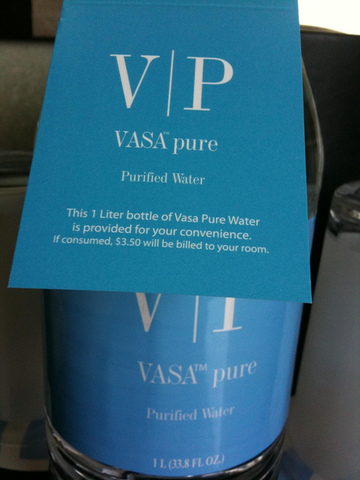 V|P
VASA™ pure
Purified Water
This 1 Liter bottle of Vasa Pure Water
is provided for your convenience.
If consumed, $3.50 will be billed to your room.
V|P
VASA™ pure
Purified Water
1 L (33.8 FL OZ.)